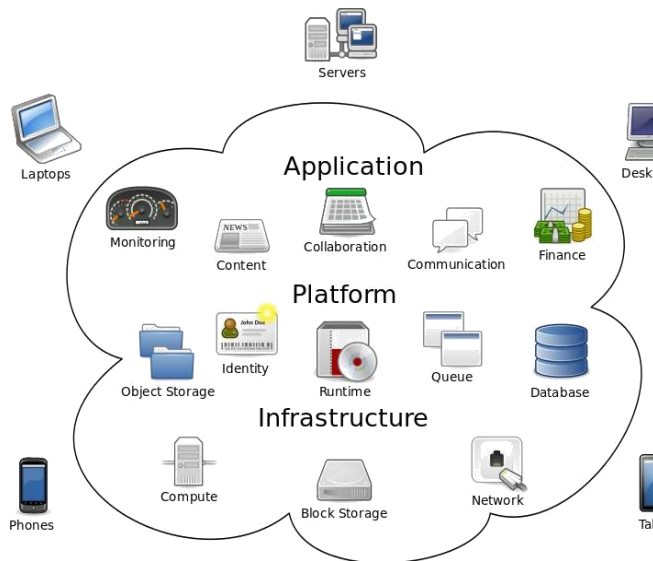 Servers
Laptops
Application
Monitoring
NEWS
Content
Collaboration
Communication
Finance
Platform
John Doe
Object Storage
Identity
Runtime
Queue
Database
Infrastructure
Compute
Block Storage
Network
Phones